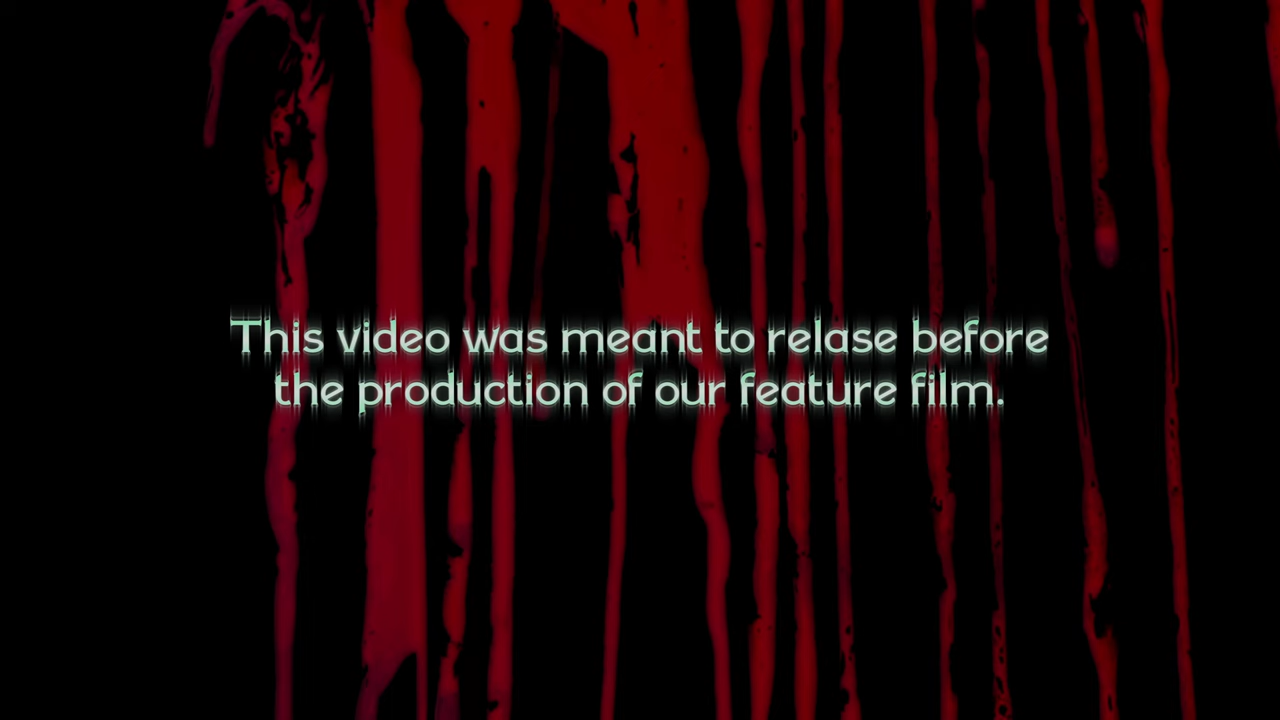 This video was meant to relase before
the production of our feature film.